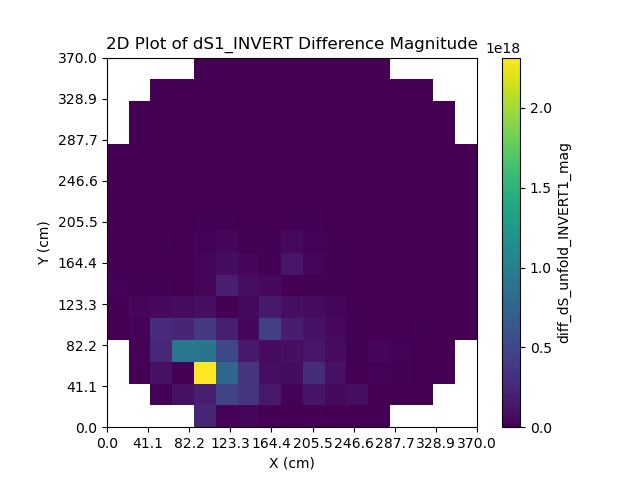 2D Plot of dS1_INVERT Difference Magnitude
1e18
370.0
328.9
287.7
246.6
205.5
164.4
123.3
82.2
41.1
0.0
Y (cm)
0.0 41.1 82.2 123.3 164.4 205.5 246.6 287.7 328.9 370.0
X (cm)
2.0
1.5
1.0
0.5
0.0
diff_dS_unfold_INVERT1_mag